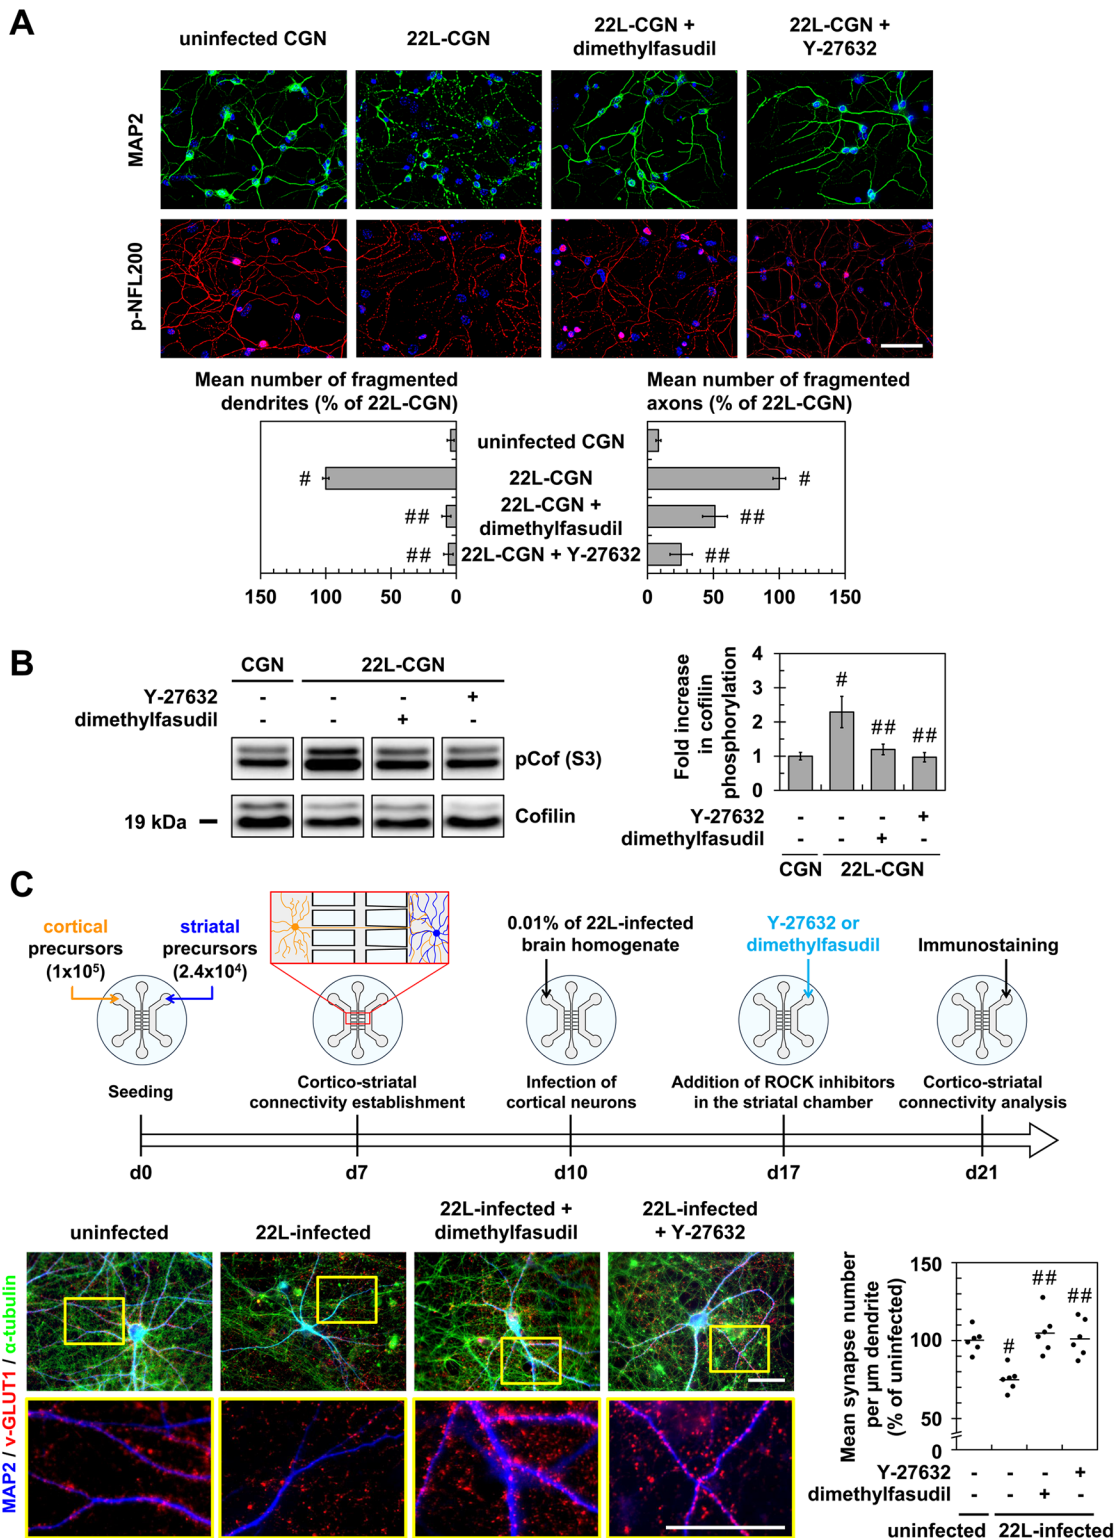 A
uninfected CGN
22L-CGN
22L-CGN +
dimethylfasudil
22L-CGN +
Y-27632
MAP2
p-NFL200
Mean number of fragmented
dendrites (% of 22L-CGN)
Mean number of fragmented
axons (% of 22L-CGN)
uninfected CGN
# 22L-CGN #
## 22L-CGN +
dimethylfasudil ##
## 22L-CGN + Y-27632 ##
150 100 50 0
0 50 100 150
B
CGN 22L-CGN
Y-27632 - - - +
dimethylfasudil - - + -
pCof (S3)
19 kDa
Cofilin
Fold increase
in cofilin
phosphorylation
4
3
2
1
0
#
##
##
Y-27632 - - - +
dimethylfasudil - - + -
CGN 22L-CGN
C
cortical
precursors
(1x10⁵)
striatal
precursors
(2.4x10⁴)
0.01% of 22L-infected
brain homogenate
Y-27632 or
dimethylfasudil
Immunostaining
Seeding
Cortico-striatal
connectivity establishment
Infection of
cortical neurons
Addition of ROCK inhibitors
in the striatal chamber
Cortico-striatal
connectivity analysis
d0 d7 d10 d17 d21
uninfected
22L-infected
22L-infected +
dimethylfasudil
22L-infected
+ Y-27632
MAP2 / v-GLUT1 / α-tubulin
Mean synapse number
per µm dendrite
(% of uninfected)
150
100
50
0
#
##
##
Y-27632 - - - +
dimethylfasudil - - + -
uninfected 22L-infected